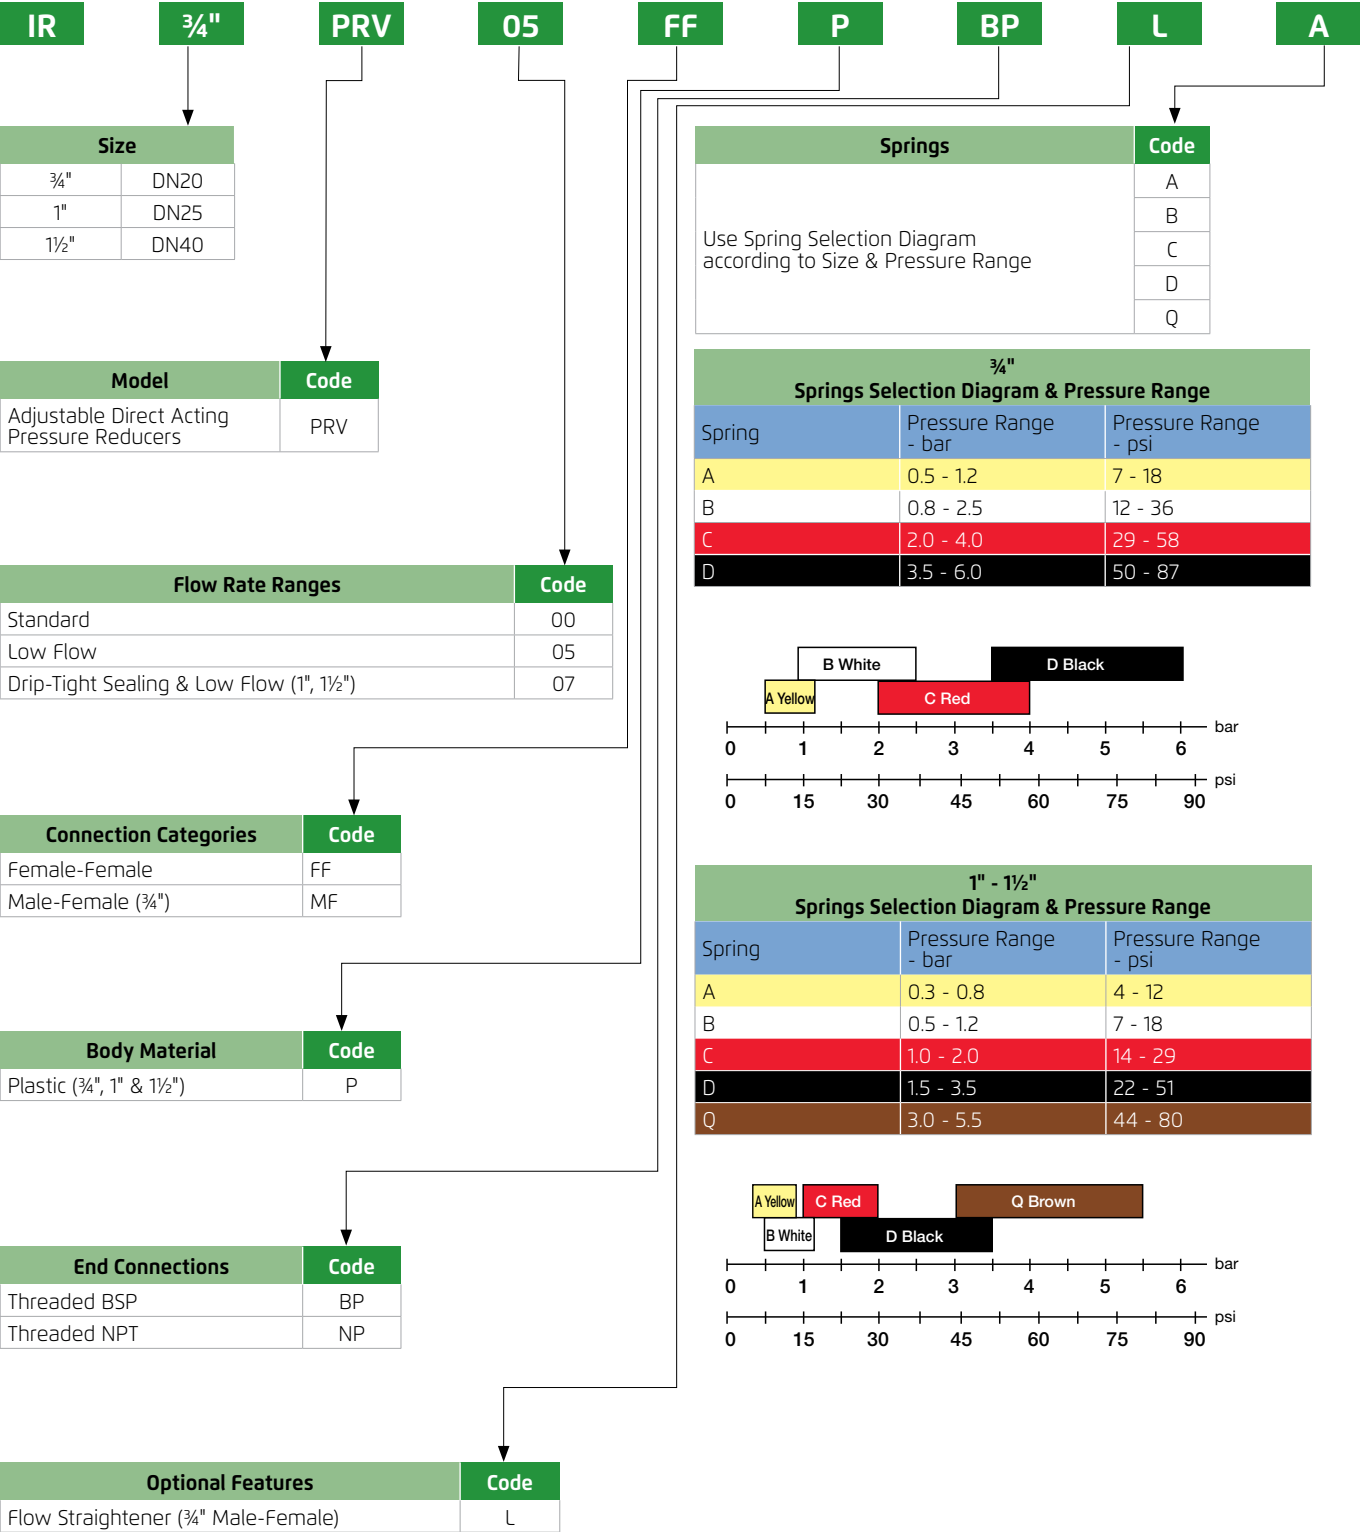 IR ¾" PRV 05 FF P BP L A
Size
¾" DN20
1" DN25
1½" DN40
Springs Code
Use Spring Selection Diagram
according to Size & Pressure Range
A
B
C
D
Q
Model Code
Adjustable Direct Acting
Pressure Reducers
PRV
¾"
Springs Selection Diagram & Pressure Range
Spring
Pressure Range
- bar
Pressure Range
- psi
A 0.5 - 1.2 7 - 18
B 0.8 - 2.5 12 - 36
C 2.0 - 4.0 29 - 58
D 3.5 - 6.0 50 - 87
Flow Rate Ranges Code
Standard 00
Low Flow 05
Drip-Tight Sealing & Low Flow (1", 1½") 07
B White D Black
A Yellow C Red
bar
0 1 2 3 4 5 6
psi
0 15 30 45 60 75 90
Connection Categories Code
Female-Female FF
Male-Female (¾") MF
1" - 1½"
Springs Selection Diagram & Pressure Range
Spring
Pressure Range
- bar
Pressure Range
- psi
A 0.3 - 0.8 4 - 12
B 0.5 - 1.2 7 - 18
C 1.0 - 2.0 14 - 29
D 1.5 - 3.5 22 - 51
Q 3.0 - 5.5 44 - 80
Body Material Code
Plastic (¾", 1" & 1½") P
A Yellow C Red Q Brown
B White D Black
bar
0 1 2 3 4 5 6
psi
0 15 30 45 60 75 90
End Connections Code
Threaded BSP BP
Threaded NPT NP
Optional Features Code
Flow Straightener (¾" Male-Female) L